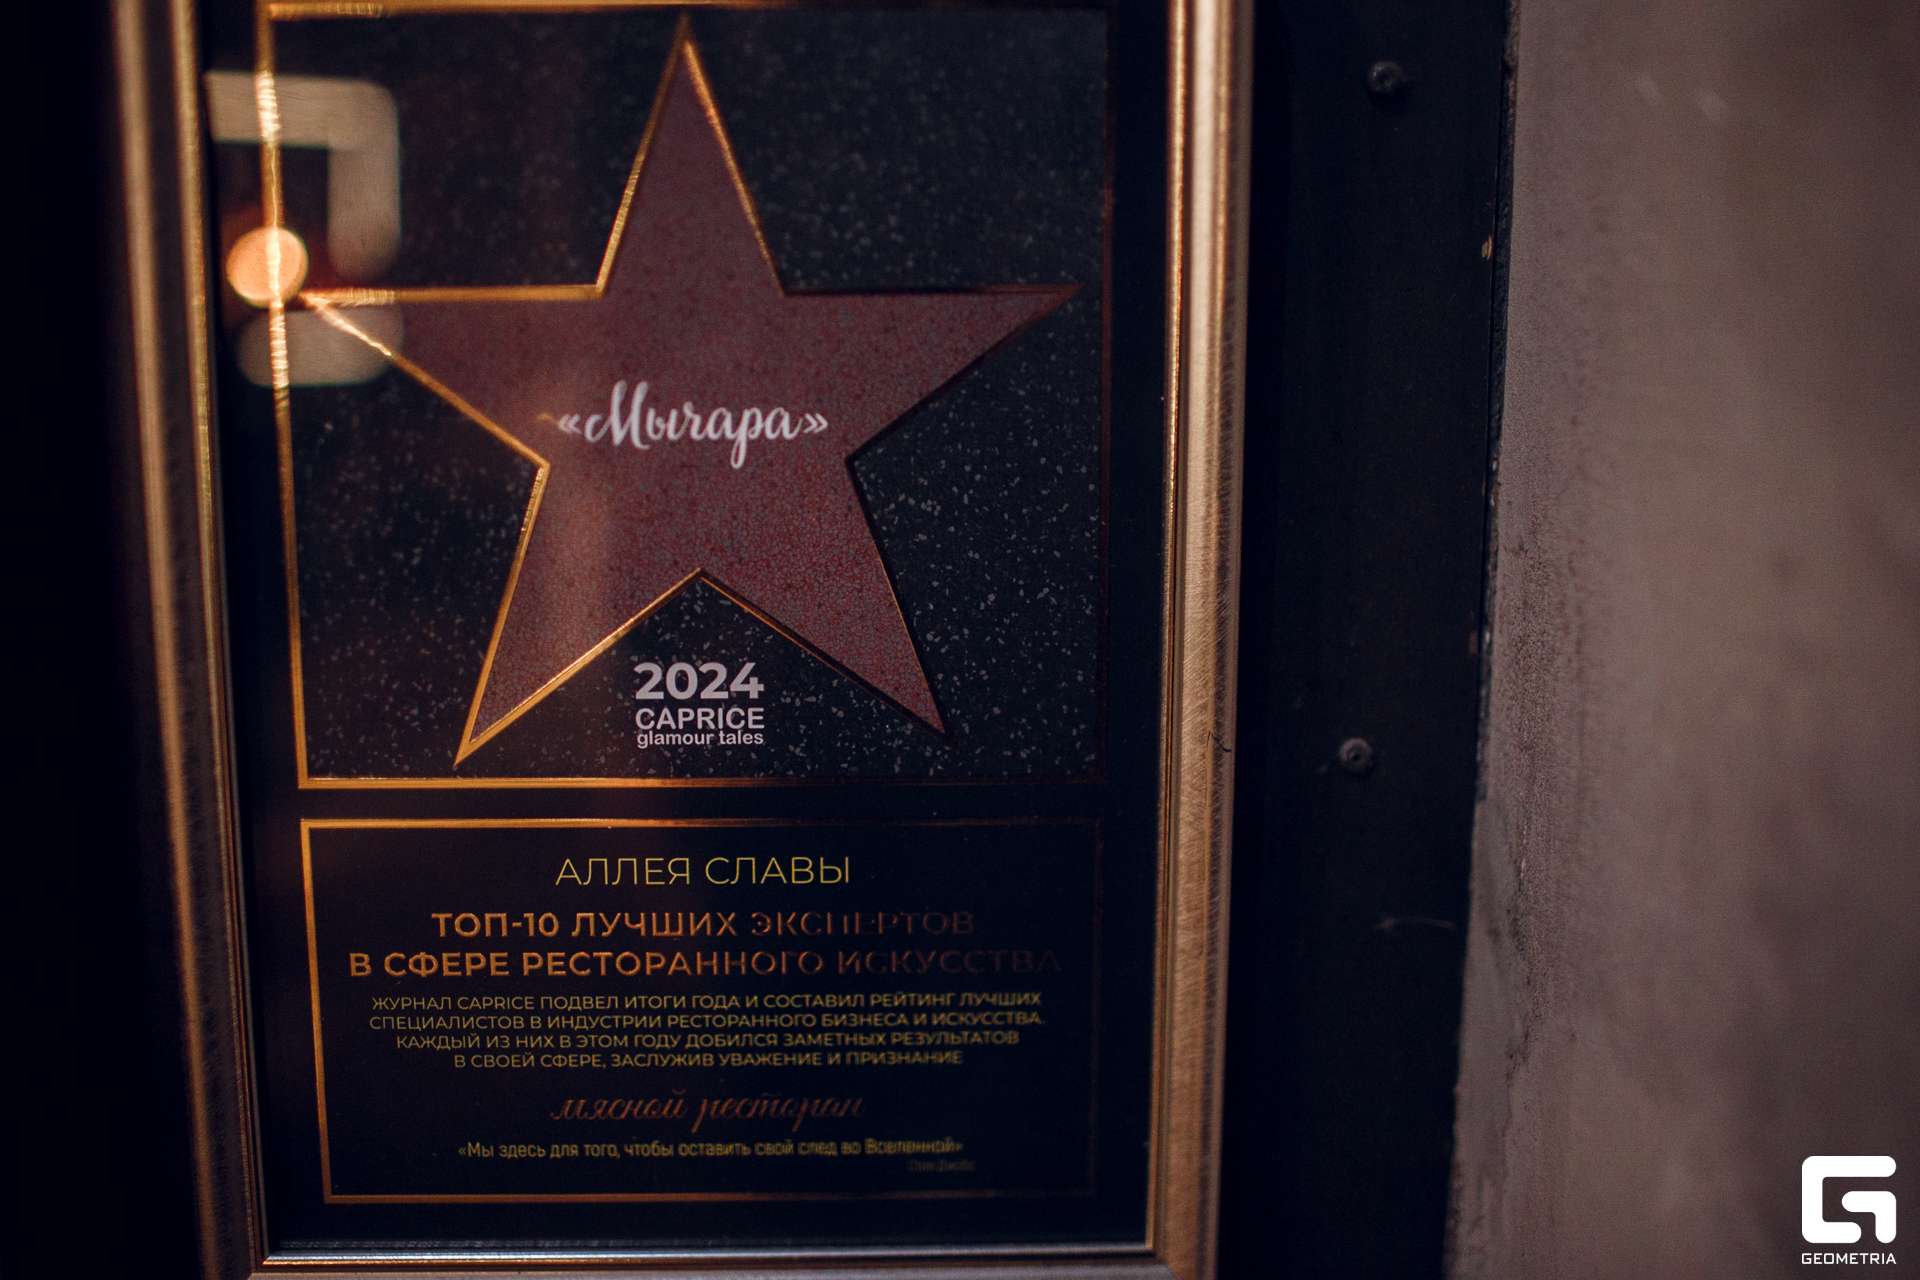 «Мычара»
2024
CAPRICE
glamour tales
АЛЛЕЯ СЛАВЫ
ТОП-10 ЛУЧШИХ ЭКСПЕРТОВ
В СФЕРЕ РЕСТОРАННОГО ИСКУССТВА
ЖУРНАЛ CAPRICE ПОДВЕЛ ИТОГИ ГОДА И СОСТАВИЛ РЕЙТИНГ ЛУЧШИХ
СПЕЦИАЛИСТОВ В ИНДУСТРИИ РЕСТОРАННОГО БИЗНЕСА И ИСКУССТВА.
КАЖДЫЙ ИЗ НИХ В ЭТОМ ГОДУ ДОБИЛСЯ ЗАМЕТНЫХ РЕЗУЛЬТАТОВ
В СВОЕЙ СФЕРЕ, ЗАСЛУЖИВ УВАЖЕНИЕ И ПРИЗНАНИЕ
мясной ресторан
«Мы здесь для того, чтобы оставить свой след во Вселенной»
GEOMETRIA